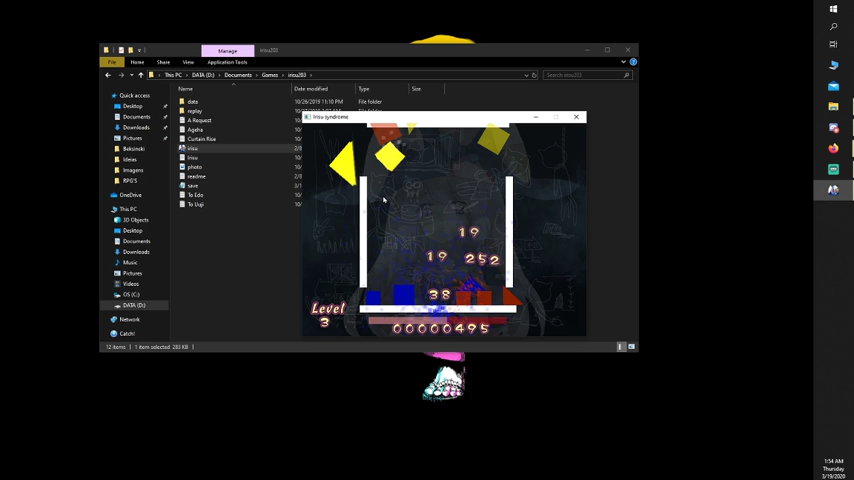 Manage
irisu203
File
Home
Share
View
Application Tools
This PC > DATA (D:) > Documents > Games > irisu203 >
Search irisu203
Name
Date modified
Type
Size
Quick access
Desktop
Documents
Downloads
Pictures
Beksinski
Ideias
Imagens
RPG'S
OneDrive
This PC
3D Objects
Desktop
Documents
Downloads
Music
Pictures
Videos
OS (C:)
DATA (D:)
Network
Catch!
data
10/26/2019 11:10 PM
File folder
replay
File folder
A Request
Ageha
Curtain Rise
irisu
Irisu
photo
readme
save
To Edo
To Uuji
12 items
1 item selected 283 KB
Irisu syndrome
19
19
252
38
Level
3
00000495
1:54 AM
Thursday
3/19/2020